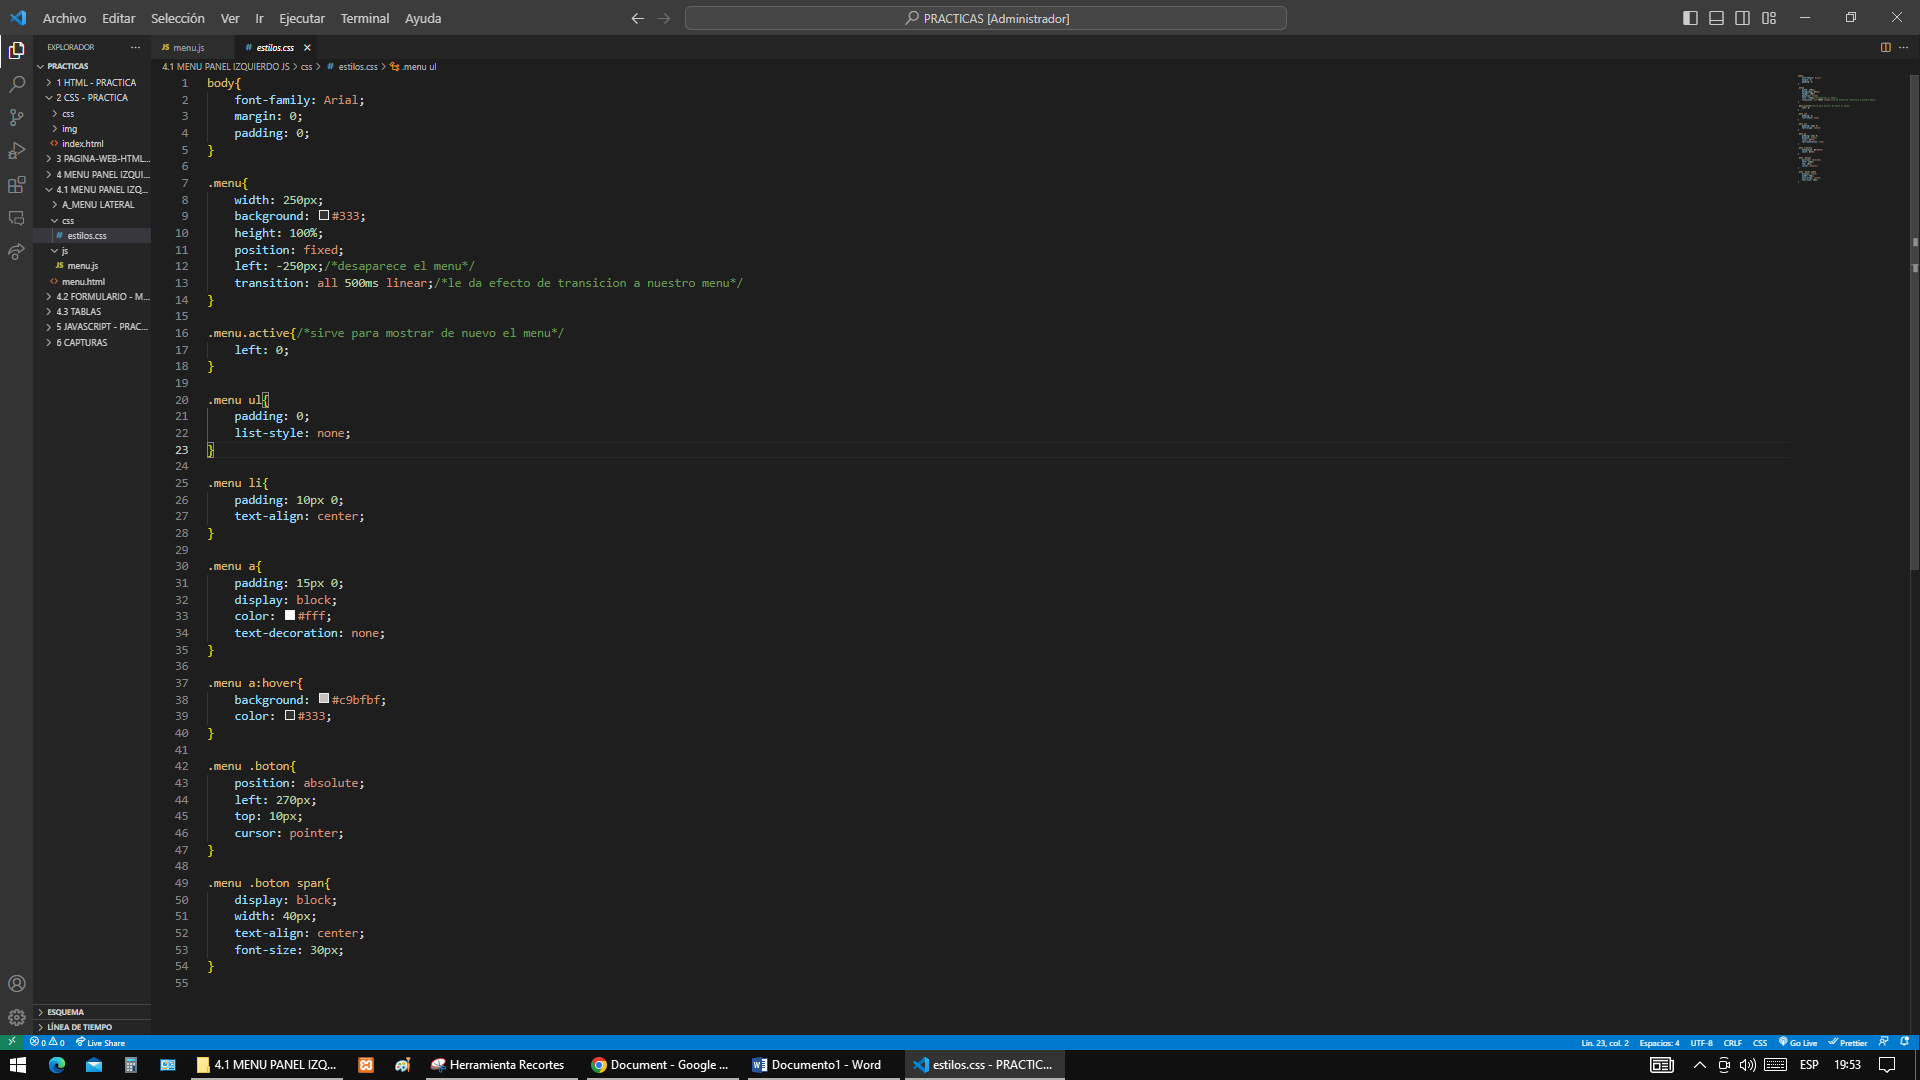 Archivo Editar Selección Ver Ir Ejecutar Terminal Ayuda
PRACTICAS [Administrador]
EXPLORADOR
PRACTICAS
1 HTML - PRACTICA
2 CSS - PRACTICA
css
img
index.html
3 PAGINA-WEB-HTML...
4 MENU PANEL IZQUI...
4.1 MENU PANEL IZQ...
A_MENU LATERAL
css
estilos.css
js
menu.js
menu.html
4.2 FORMULARIO - M...
4.3 TABLAS
5 JAVASCRIPT - PRAC...
6 CAPTURAS
ESQUEMA
LÍNEA DE TIEMPO
JS menu.js # estilos.css
4.1 MENU PANEL IZQUIERDO JS > css > # estilos.css > .menu ul
1 body{
2 font-family: Arial;
3 margin: 0;
4 padding: 0;
5 }
6
7 .menu{
8 width: 250px;
9 background: #333;
10 height: 100%;
11 position: fixed;
12 left: -250px;/*desaparece el menu*/
13 transition: all 500ms linear;/*le da efecto de transicion a nuestro menu*/
14 }
15
16 .menu.active{/*sirve para mostrar de nuevo el menu*/
17 left: 0;
18 }
19
20 .menu ul{
21 padding: 0;
22 list-style: none;
23 }
24
25 .menu li{
26 padding: 10px 0;
27 text-align: center;
28 }
29
30 .menu a{
31 padding: 15px 0;
32 display: block;
33 color: #fff;
34 text-decoration: none;
35 }
36
37 .menu a:hover{
38 background: #c9bfbf;
39 color: #333;
40 }
41
42 .menu .boton{
43 position: absolute;
44 left: 270px;
45 top: 10px;
46 cursor: pointer;
47 }
48
49 .menu .boton span{
50 display: block;
51 width: 40px;
52 text-align: center;
53 font-size: 30px;
54 }
55
0 0 Live Share
Lín. 23, col. 2 Espacios: 4 UTF-8 CRLF CSS Go Live Prettier
4.1 MENU PANEL IZQ... Herramienta Recortes Document - Google ... Documento1 - Word estilos.css - PRACTIC... ESP 19:53